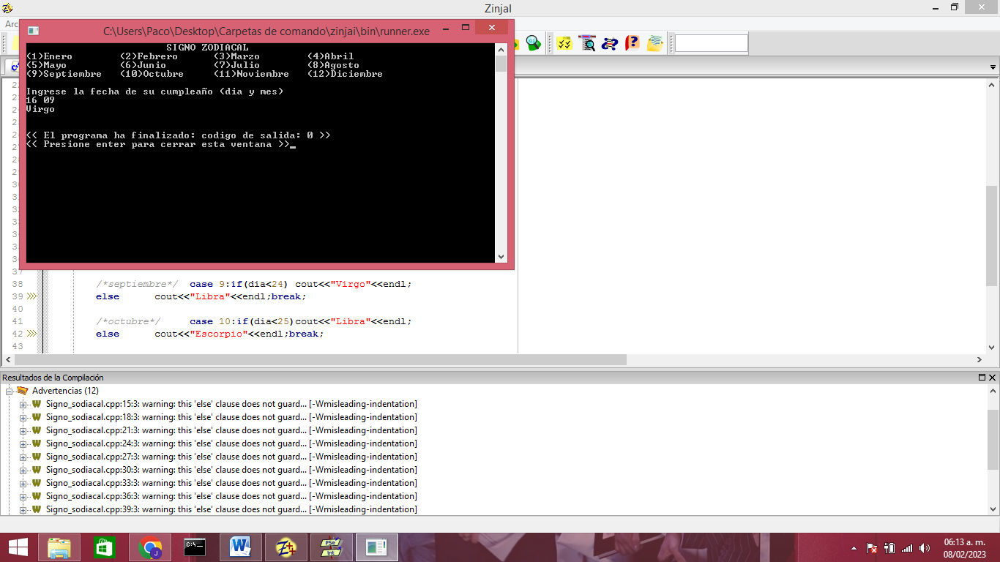 Zinjal
Arc
C:\Users\Paco\Desktop\Carpetas de comando\zinjai\bin\runner.exe
SIGNO ZODIACAL
(1)Enero (2)Febrero (3)Marzo (4)Abril
(5)Mayo (6)Junio (7)Julio (8)Agosto
(9)Septiembre (10)Octubre (11)Noviembre (12)Diciembre
Ingrese la fecha de su cumpleaño (dia y mes)
16 09
Virgo
<< El programa ha finalizado: codigo de salida: 0 >>
<< Presione enter para cerrar esta ventana >>_
37
38 /*septiembre*/ case 9:if(dia<24) cout<<"Virgo"<<endl;
39 else cout<<"Libra"<<endl;break;
40
41 /*octubre*/ case 10:if(dia<25)cout<<"Libra"<<endl;
42 else cout<<"Escorpio"<<endl;break;
43
Resultados de la Compilación
Advertencias (12)
Signo_sodiacal.cpp:15:3: warning: this 'else' clause does not guard... [-Wmisleading-indentation]
Signo_sodiacal.cpp:18:3: warning: this 'else' clause does not guard... [-Wmisleading-indentation]
Signo_sodiacal.cpp:21:3: warning: this 'else' clause does not guard... [-Wmisleading-indentation]
Signo_sodiacal.cpp:24:3: warning: this 'else' clause does not guard... [-Wmisleading-indentation]
Signo_sodiacal.cpp:27:3: warning: this 'else' clause does not guard... [-Wmisleading-indentation]
Signo_sodiacal.cpp:30:3: warning: this 'else' clause does not guard... [-Wmisleading-indentation]
Signo_sodiacal.cpp:33:3: warning: this 'else' clause does not guard... [-Wmisleading-indentation]
Signo_sodiacal.cpp:36:3: warning: this 'else' clause does not guard... [-Wmisleading-indentation]
Signo_sodiacal.cpp:39:3: warning: this 'else' clause does not guard... [-Wmisleading-indentation]
PSe
Int
06:13 a. m.
08/02/2023